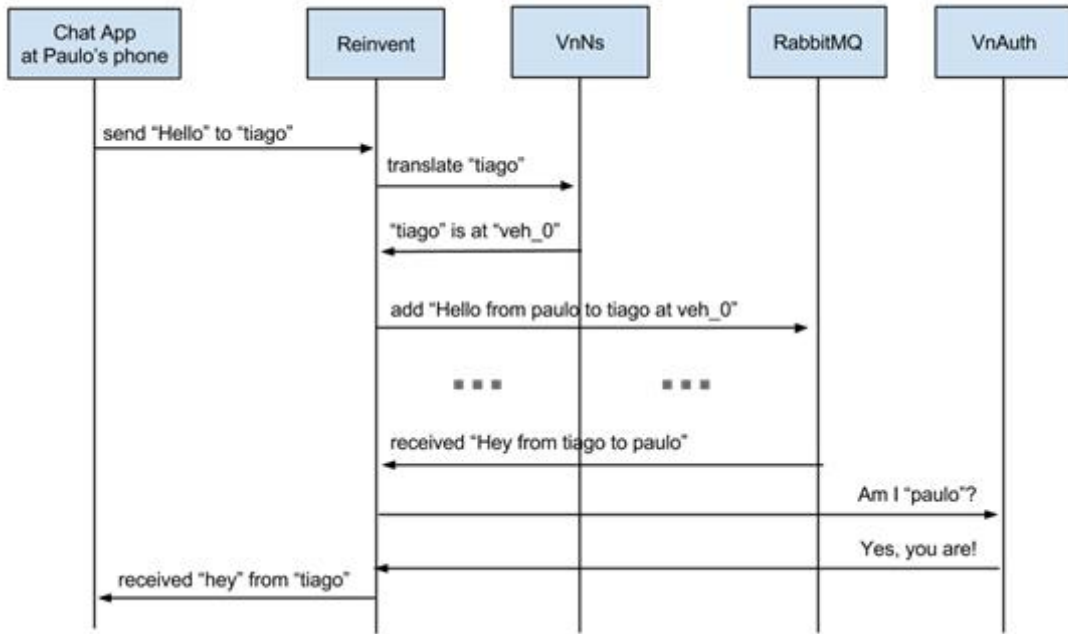 Chat App
at Paulo's phone
Reinvent
VnNs
RabbitMQ
VnAuth
send “Hello” to “tiago”
translate “tiago”
“tiago” is at “veh_0”
add “Hello from paulo to tiago at veh_0”
received “Hey from tiago to paulo”
Am I “paulo”?
Yes, you are!
received “hey” from “tiago”